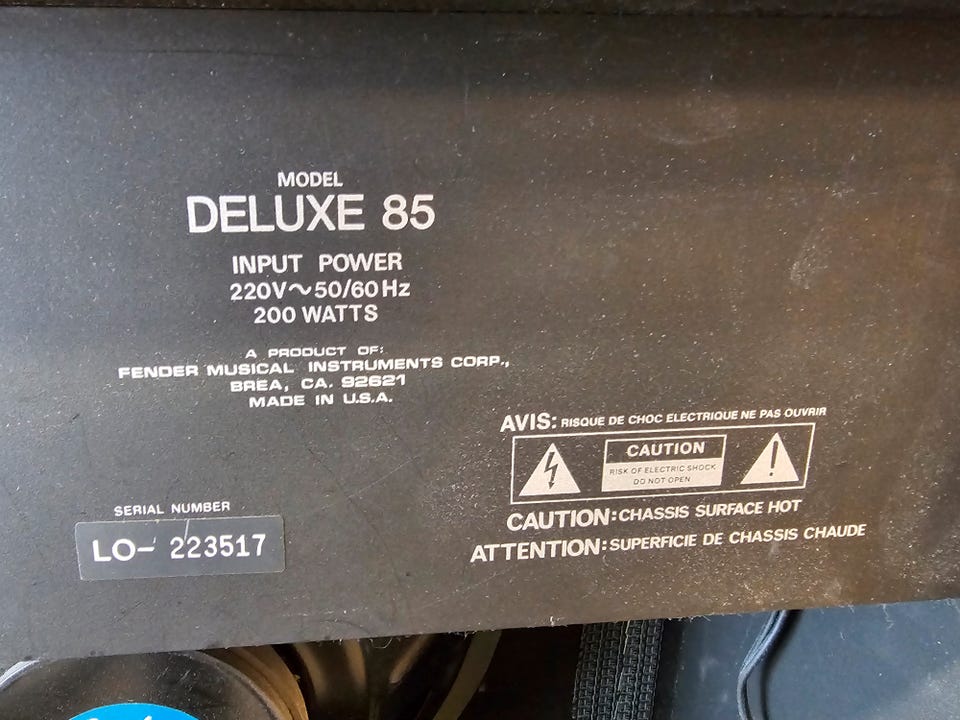 MODEL
DELUXE 85
INPUT POWER
220V~50/60Hz
200 WATTS
A PRODUCT OF:
FENDER MUSICAL INSTRUMENTS CORP.,
BREA, CA. 92621
MADE IN U.S.A.
SERIAL NUMBER
LO- 223517
AVIS: RISQUE DE CHOC ELECTRIQUE NE PAS OUVRIR
CAUTION
RISK OF ELECTRIC SHOCK
DO NOT OPEN
CAUTION: CHASSIS SURFACE HOT
ATTENTION: SUPERFICIE DE CHASSIS CHAUDE